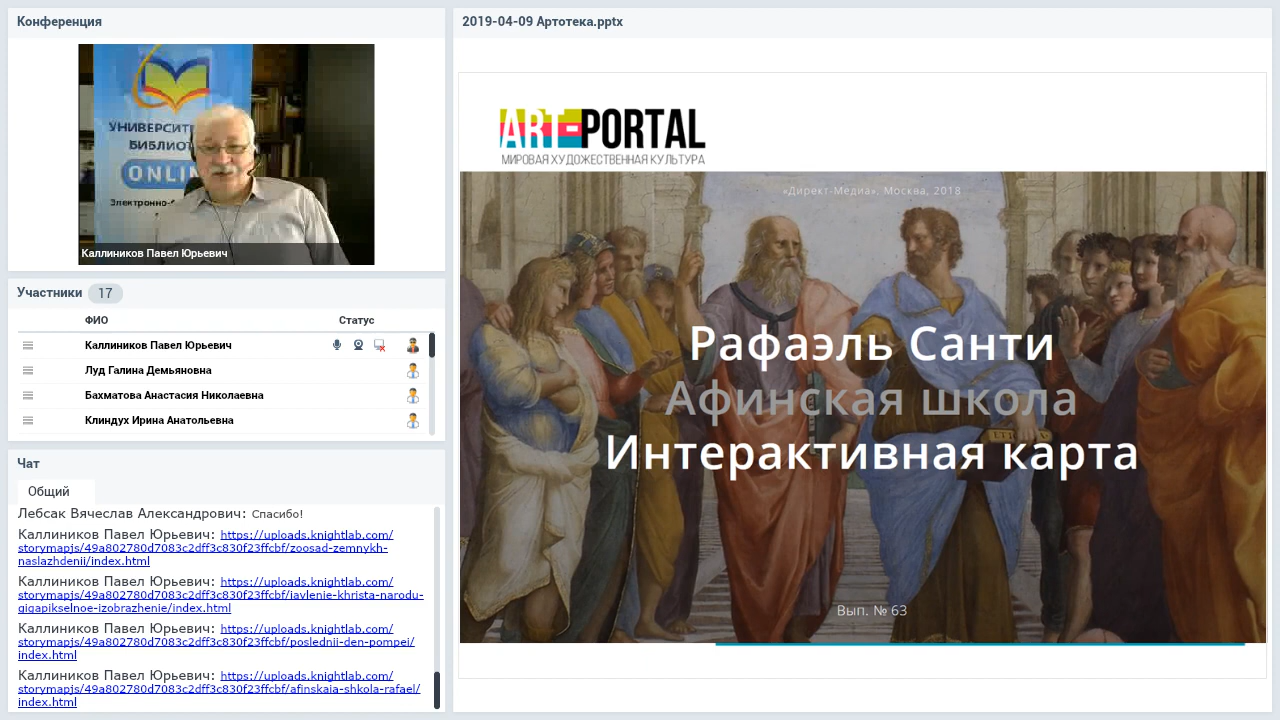 Конференция
УНИВЕРСИТ
БИБЛИОТ
ONLIN
Электронно-
Каллиников Павел Юрьевич
Участники 17
ФИО Статус
Каллиников Павел Юрьевич
Луд Галина Демьяновна
Бахматова Анастасия Николаевна
Клиндух Ирина Анатольевна
Чат
Общий
Лебсак Вячеслав Александрович: Спасибо!
Каллиников Павел Юрьевич: https://uploads.knightlab.com/
storymapjs/49a802780d7083c2dff3c830f23ffcbf/zoosad-zemnykh-
naslazhdenii/index.html
Каллиников Павел Юрьевич: https://uploads.knightlab.com/
storymapjs/49a802780d7083c2dff3c830f23ffcbf/iavlenie-khrista-narodu-
gigapikselnoe-izobrazhenie/index.html
Каллиников Павел Юрьевич: https://uploads.knightlab.com/
storymapjs/49a802780d7083c2dff3c830f23ffcbf/poslednii-den-pompei/
index.html
Каллиников Павел Юрьевич: https://uploads.knightlab.com/
storymapjs/49a802780d7083c2dff3c830f23ffcbf/afinskaia-shkola-rafael/
index.html
2019-04-09 Артотека.pptx
ART-PORTAL
МИРОВАЯ ХУДОЖЕСТВЕННАЯ КУЛЬТУРА
«Директ-Медиа». Москва, 2018
Рафаэль Санти
Афинская школа
Интерактивная карта
Вып. № 63